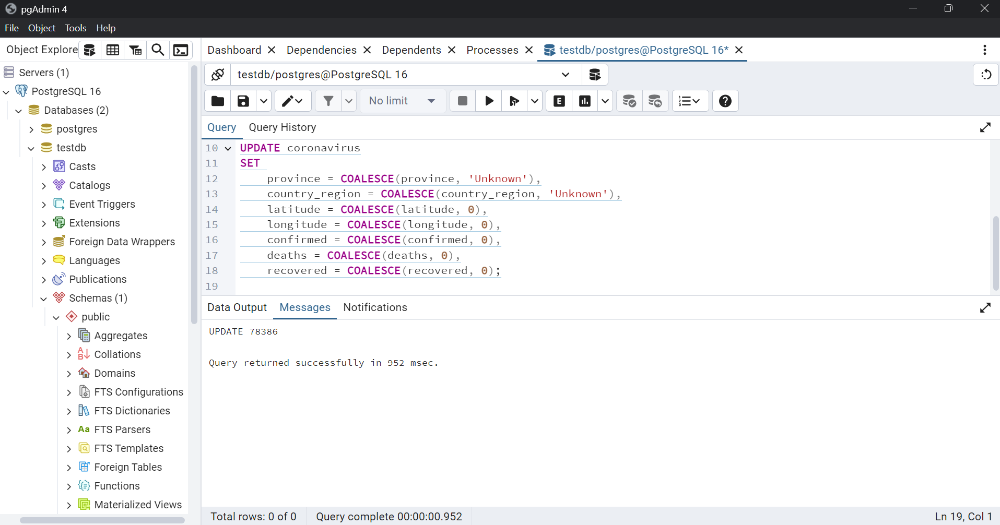 pgAdmin 4
File Object Tools Help
Object Explore
Dashboard Dependencies Dependents Processes testdb/postgres@PostgreSQL 16*
Servers (1)
PostgreSQL 16
Databases (2)
postgres
testdb
Casts
Catalogs
Event Triggers
Extensions
Foreign Data Wrappers
Languages
Publications
Schemas (1)
public
Aggregates
Collations
Domains
FTS Configurations
FTS Dictionaries
Aa FTS Parsers
FTS Templates
Foreign Tables
Functions
Materialized Views
testdb/postgres@PostgreSQL 16
No limit E
Query Query History
10 UPDATE coronavirus
11 SET
12 province = COALESCE(province, 'Unknown'),
13 country_region = COALESCE(country_region, 'Unknown'),
14 latitude = COALESCE(latitude, 0),
15 longitude = COALESCE(longitude, 0),
16 confirmed = COALESCE(confirmed, 0),
17 deaths = COALESCE(deaths, 0),
18 recovered = COALESCE(recovered, 0);
19
Data Output Messages Notifications
UPDATE 78386
Query returned successfully in 952 msec.
Total rows: 0 of 0 Query complete 00:00:00.952 Ln 19, Col 1